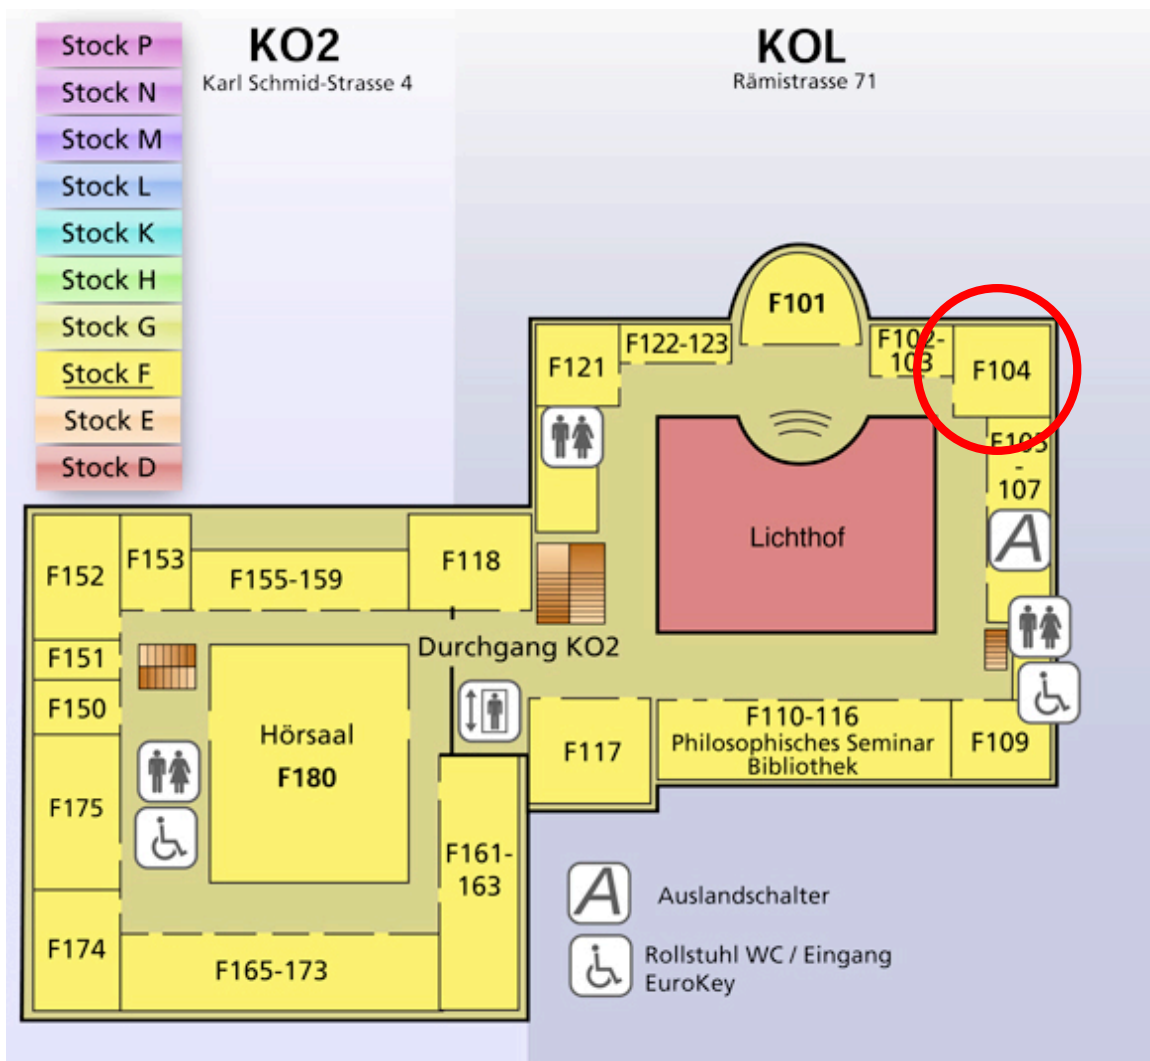 Stock P
Stock N
Stock M
Stock L
Stock K
Stock H
Stock G
Stock F
Stock E
Stock D
KO2
Karl Schmid-Strasse 4
KOL
Rämistrasse 71
F101
F122-123
F102-
103
F121
F104
F105
-
107
A
Lichthof
F152
F153
F155-159
F118
F151
F150
Durchgang KO2
Hörsaal
F180
F117
F110-116
Philosophisches Seminar
Bibliothek
F109
F175
F161-
163
F174
F165-173
A
Auslandschalter
Rollstuhl WC / Eingang
EuroKey